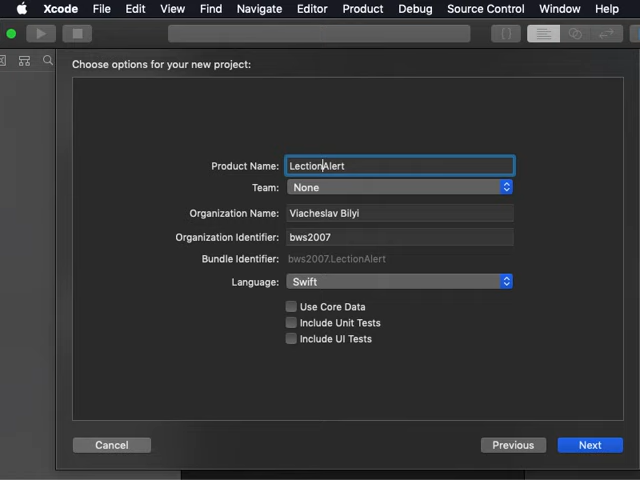 Xcode File Edit View Find Navigate Editor Product Debug Source Control Window Help
Choose options for your new project:
Product Name: LectionAlert
Team: None
Organization Name: Viacheslav Bilyi
Organization Identifier: bws2007
Bundle Identifier: bws2007.LectionAlert
Language: Swift
Use Core Data
Include Unit Tests
Include UI Tests
Cancel Previous Next